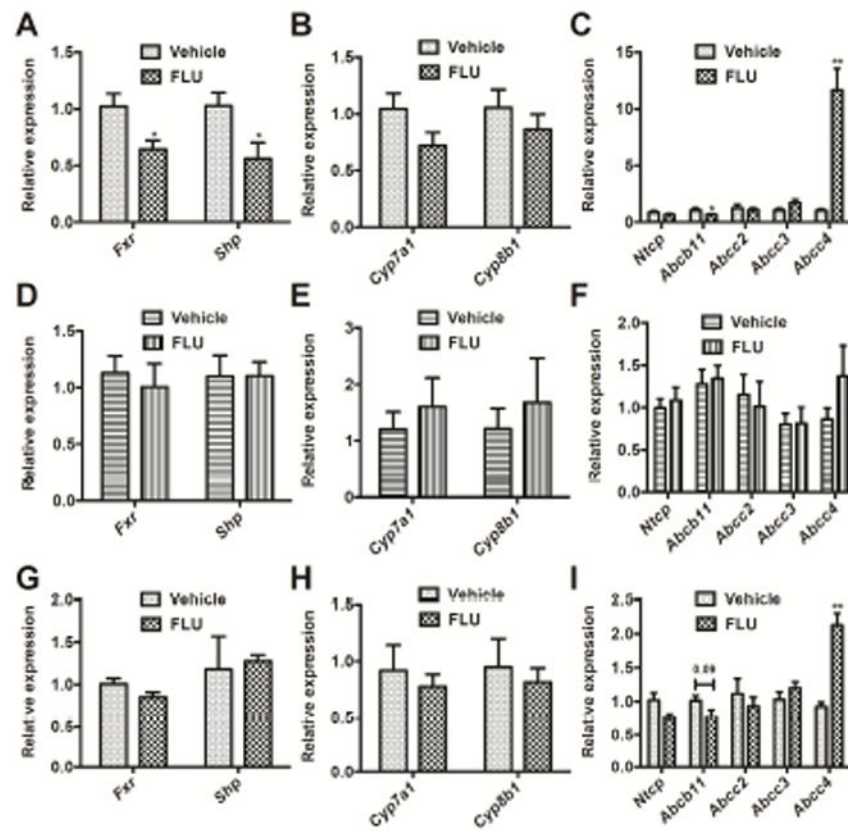 A
Vehicle
FLU
Relative expression
1.5
1.0
0.5
0.0
*
*
Fxr
Shp
B
Vehicle
FLU
Relative expression
1.5
1.0
0.5
0.0
Cyp7a1
Cyp8b1
C
Vehicle
FLU
Relative expression
15
10
5
0
*
**
Ntcp
Abcb11
Abcc2
Abcc3
Abcc4
D
Vehicle
FLU
Relative expression
1.5
1.0
0.5
0.0
Fxr
Shp
E
Vehicle
FLU
Relative expression
3
2
1
0
Cyp7a1
Cyp8b1
F
Vehicle
FLU
Relative expression
2.0
1.5
1.0
0.5
0.0
Ntcp
Abcb11
Abcc2
Abcc3
Abcc4
G
Vehicle
FLU
Relative expression
2.0
1.5
1.0
0.5
0.0
Fxr
Shp
H
Vehicle
FLU
Relative expression
1.5
1.0
0.5
0.0
Cyp7a1
Cyp8b1
I
Vehicle
FLU
Relative expression
2.5
2.0
1.5
1.0
0.5
0.0
**
Ntcp
Abcb11
Abcc2
Abcc3
Abcc4